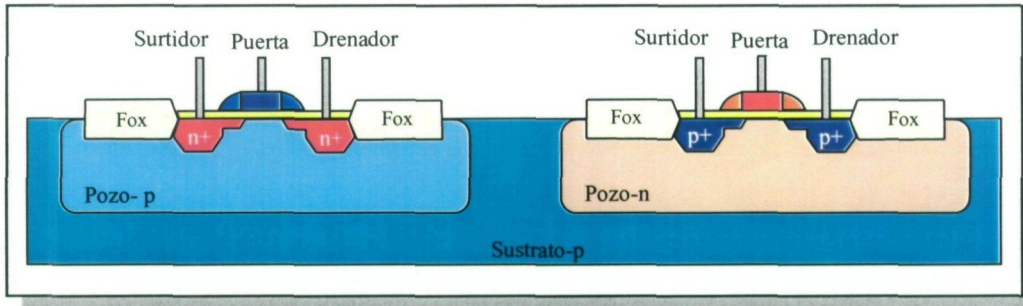 Surtidor Puerta Drenador
Surtidor Puerta Drenador
Fox n+ n+ Fox
Fox p+ p+ Fox
Pozo- p
Pozo-n
Sustrato-p